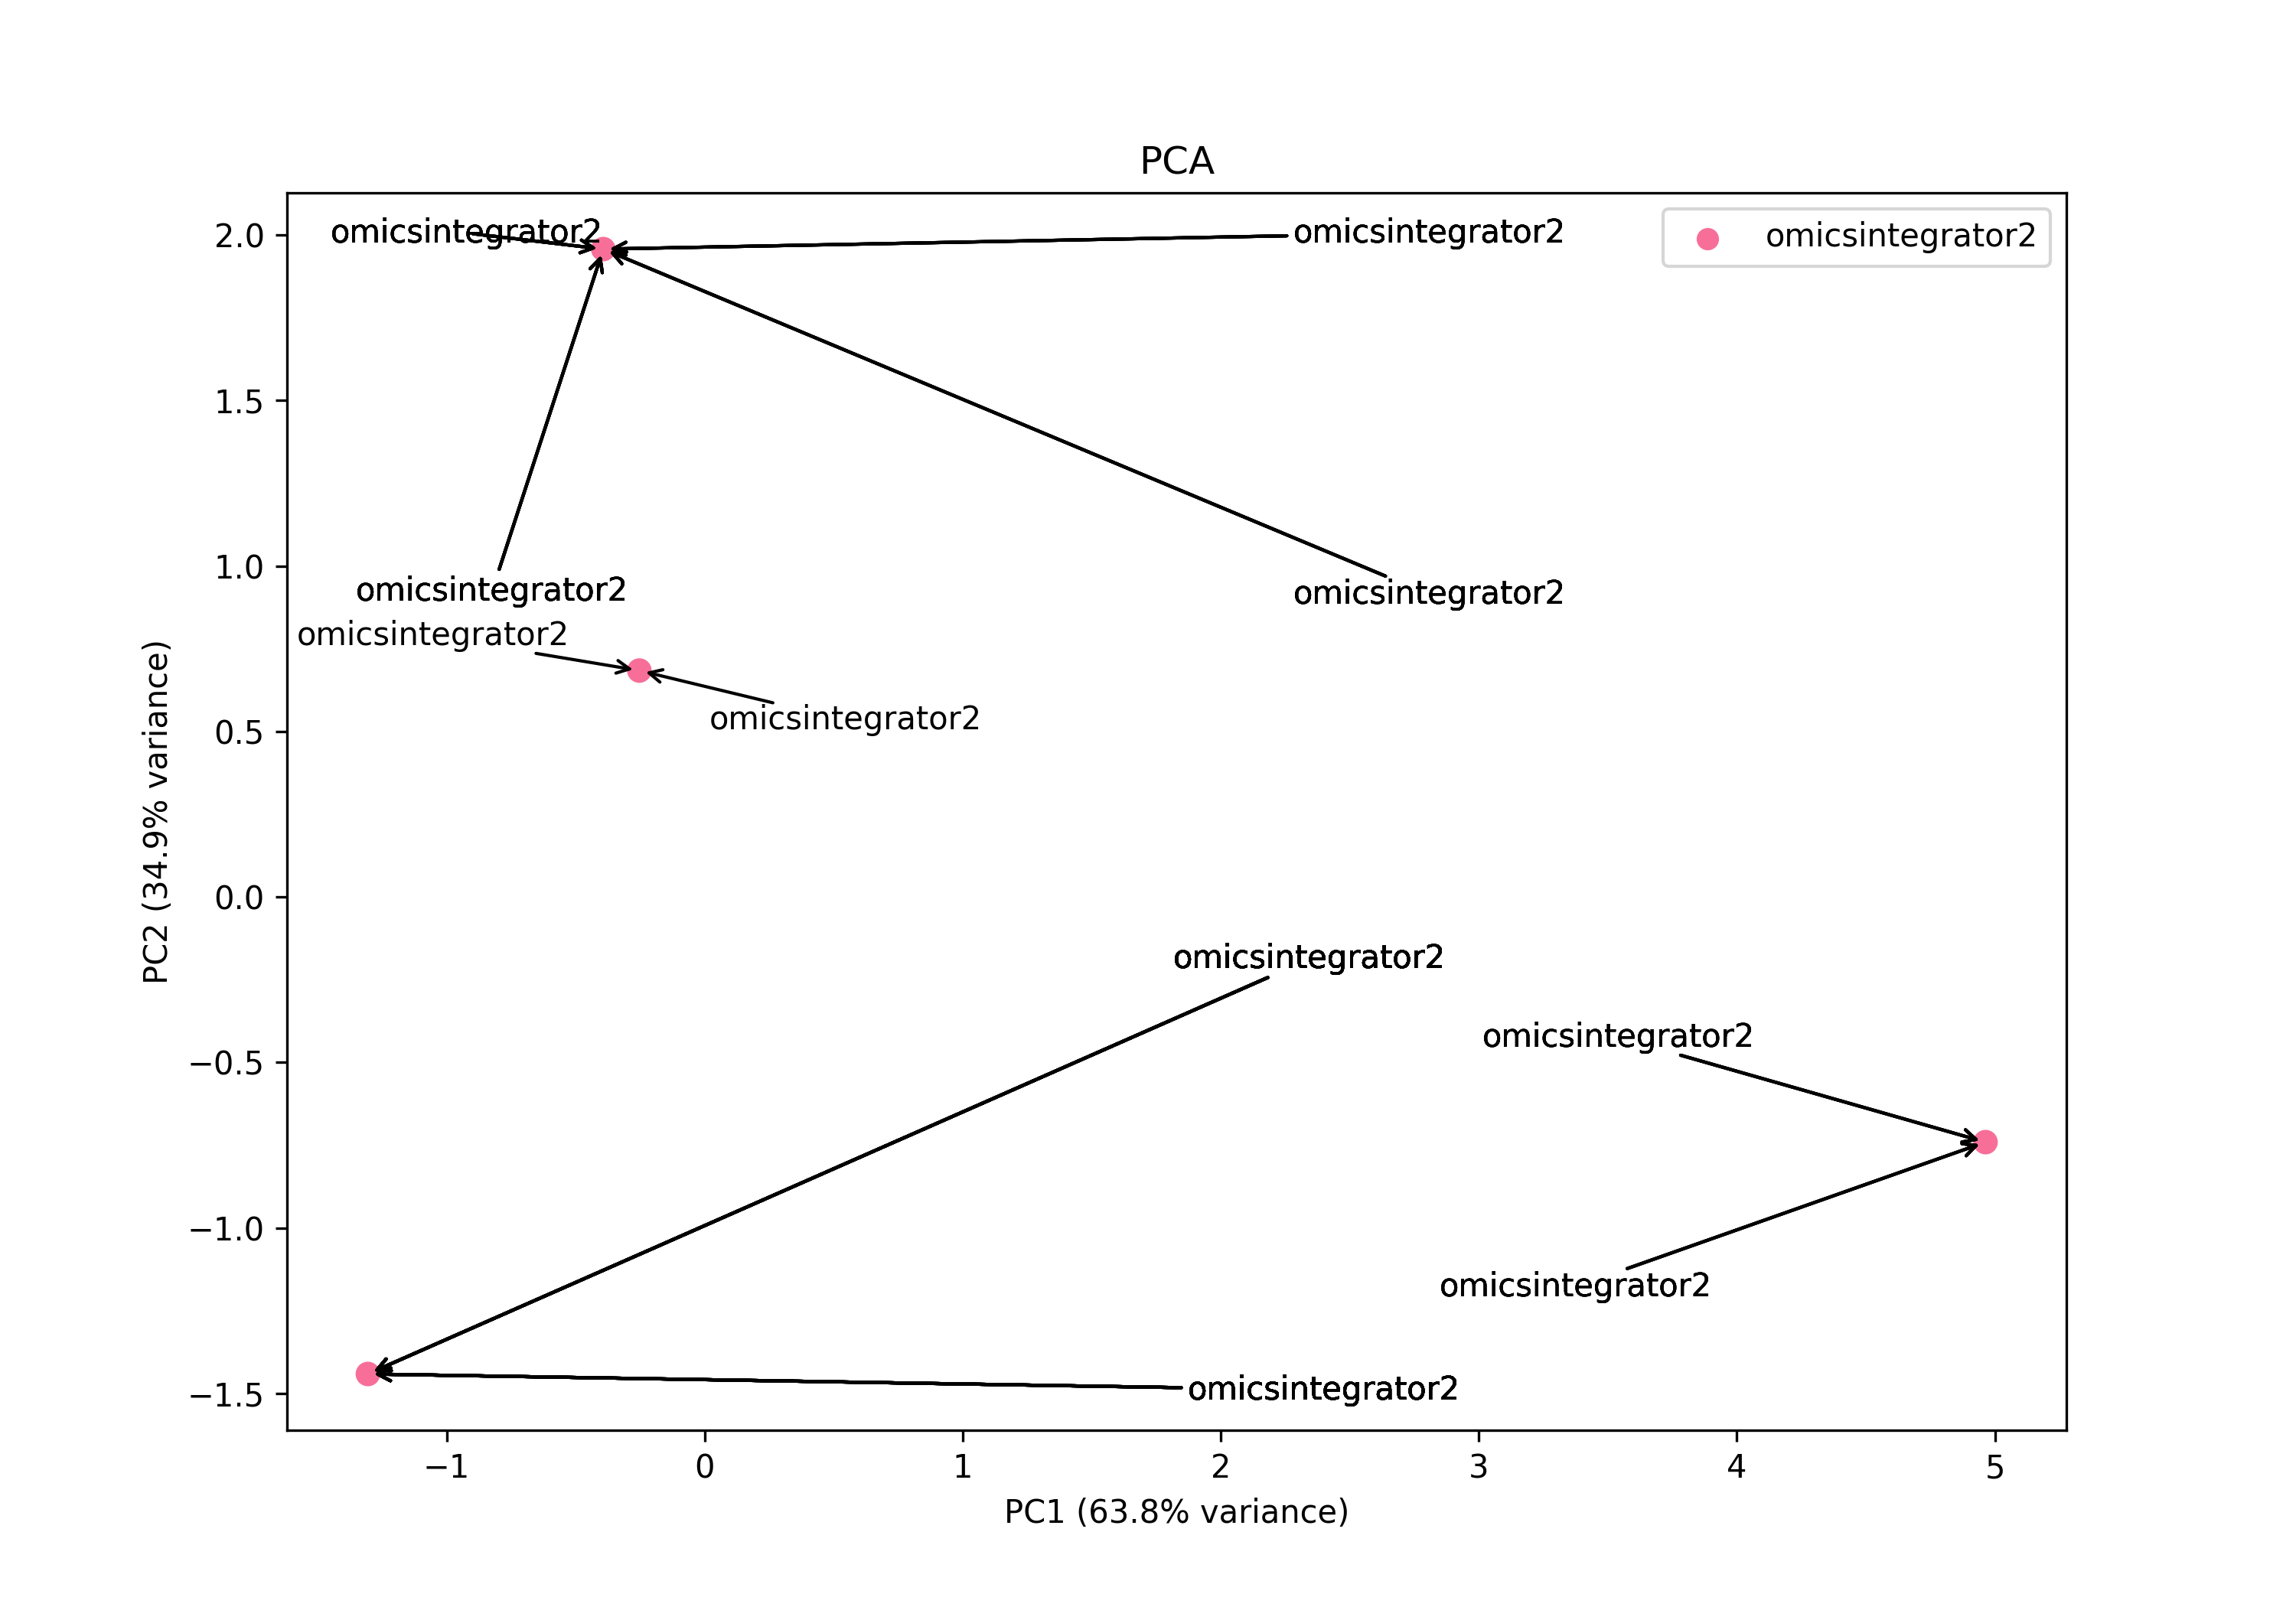 PCA
omicsintegrator2
omicsintegrator2
omicsintegrator2
2.0
1.5
1.0
omicsintegrator2
omicsintegrator2
omicsintegrator2
omicsintegrator2
0.5
0.0
PC2 (34.9% variance)
omicsintegrator2
omicsintegrator2
−0.5
−1.0
omicsintegrator2
omicsintegrator2
−1.5
−1
0
1
2
3
4
5
PC1 (63.8% variance)